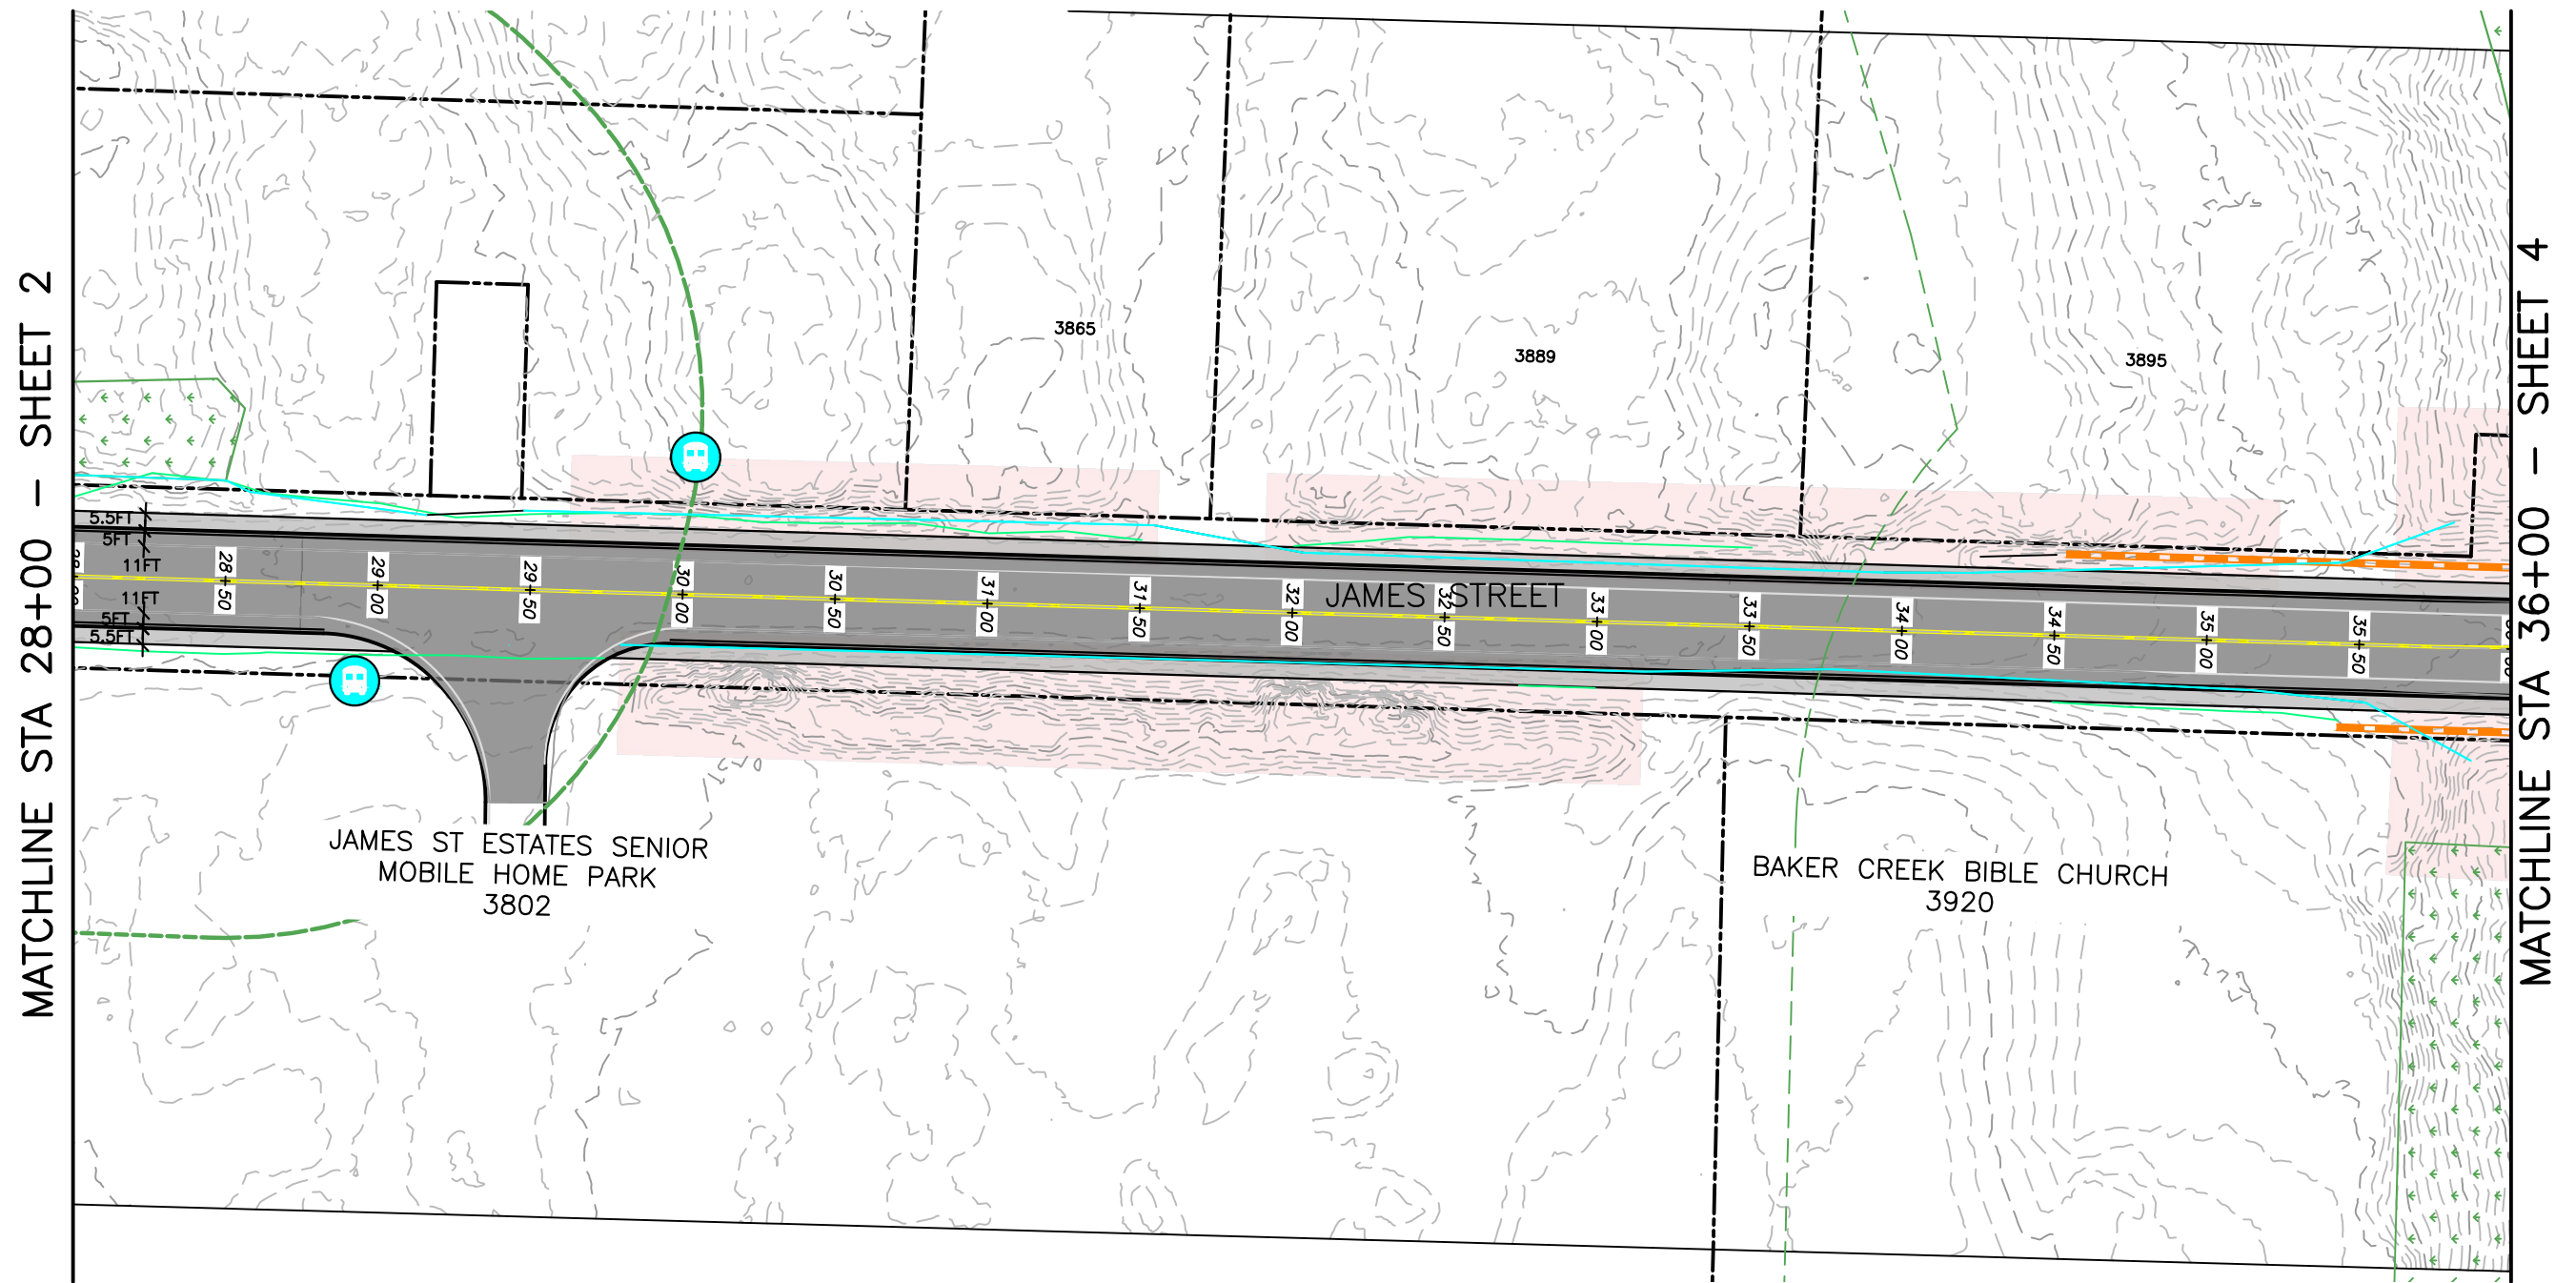 MATCHLINE STA 28+00 – SHEET 2
MATCHLINE STA 36+00 – SHEET 4
3865
3889
3895
5.5FT
5FT
11FT
11FT
5FT
5.5FT
28+50
29+00
29+50
30+00
30+50
31+00
31+50
32+00
32+50
33+00
33+50
34+00
34+50
35+00
35+50
JAMES STREET
JAMES ST ESTATES SENIOR
MOBILE HOME PARK
3802
BAKER CREEK BIBLE CHURCH
3920